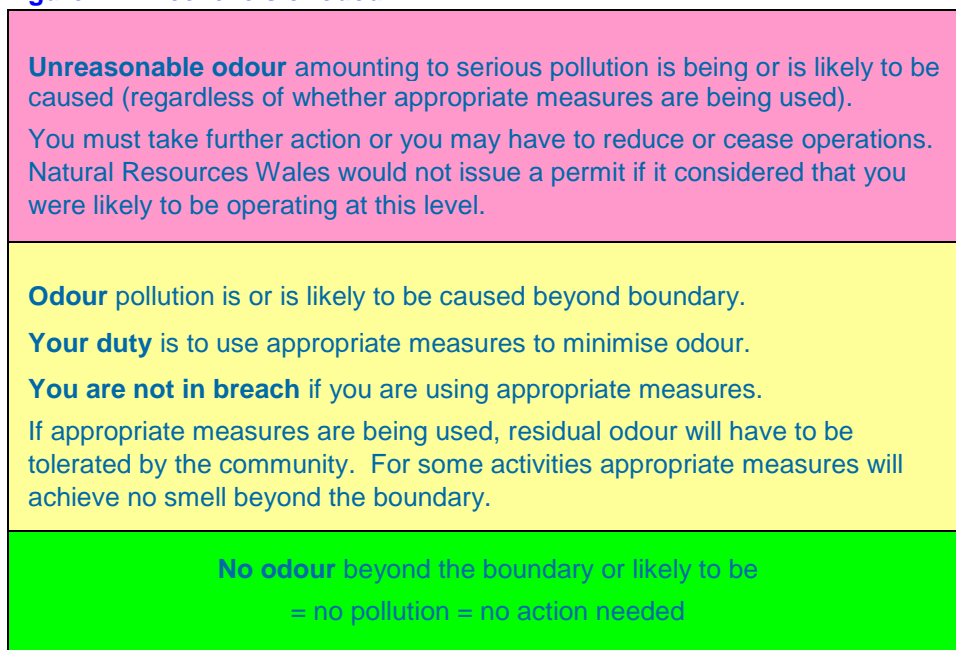 Unreasonable odour amounting to serious pollution is being or is likely to be
caused (regardless of whether appropriate measures are being used).
You must take further action or you may have to reduce or cease operations.
Natural Resources Wales would not issue a permit if it considered that you
were likely to be operating at this level.
Odour pollution is or is likely to be caused beyond boundary.
Your duty is to use appropriate measures to minimise odour.
You are not in breach if you are using appropriate measures.
If appropriate measures are being used, residual odour will have to be
tolerated by the community. For some activities appropriate measures will
achieve no smell beyond the boundary.
No odour beyond the boundary or likely to be
= no pollution = no action needed